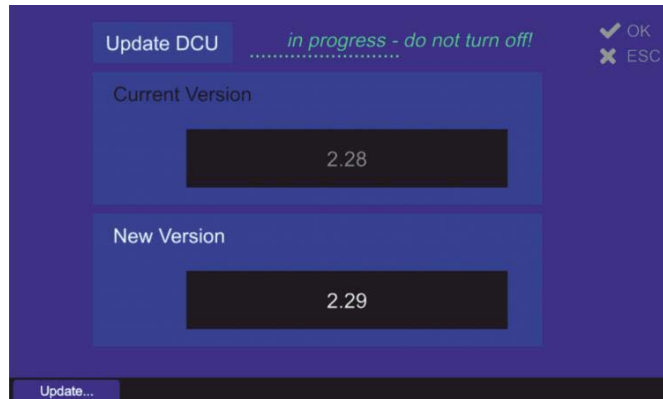 Update DCU
in progress - do not turn off!
OK
ESC
Current Version
2.28
New Version
2.29
Update...